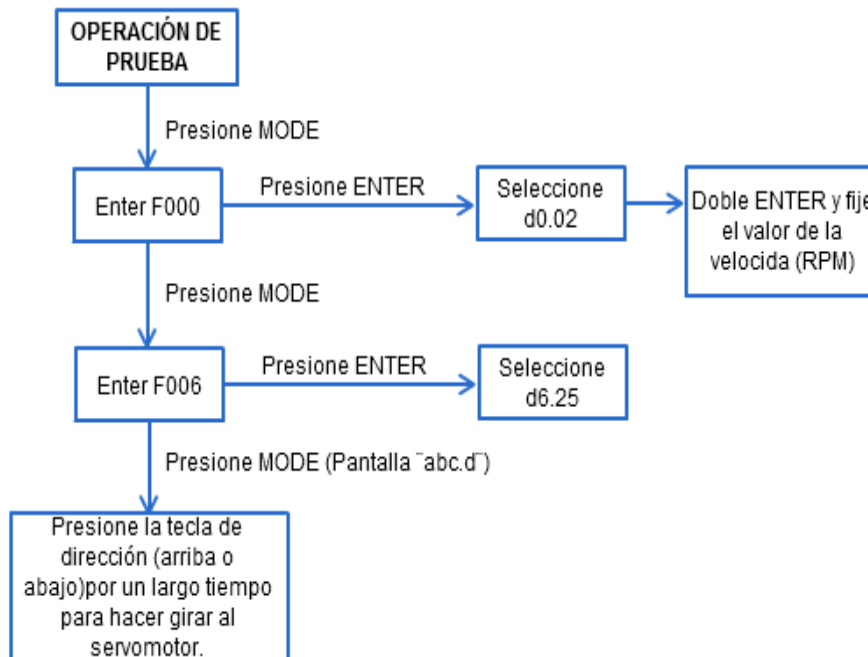 OPERACIÓN DE
PRUEBA
Presione MODE
Enter F000
Presione ENTER
Seleccione
d0.02
Doble ENTER y fije
el valor de la
velocida (RPM)
Presione MODE
Enter F006
Presione ENTER
Seleccione
d6.25
Presione MODE (Pantalla ¨abc.d¨)
Presione la tecla de
dirección (arriba o
abajo)por un largo tiempo
para hacer girar al
servomotor.